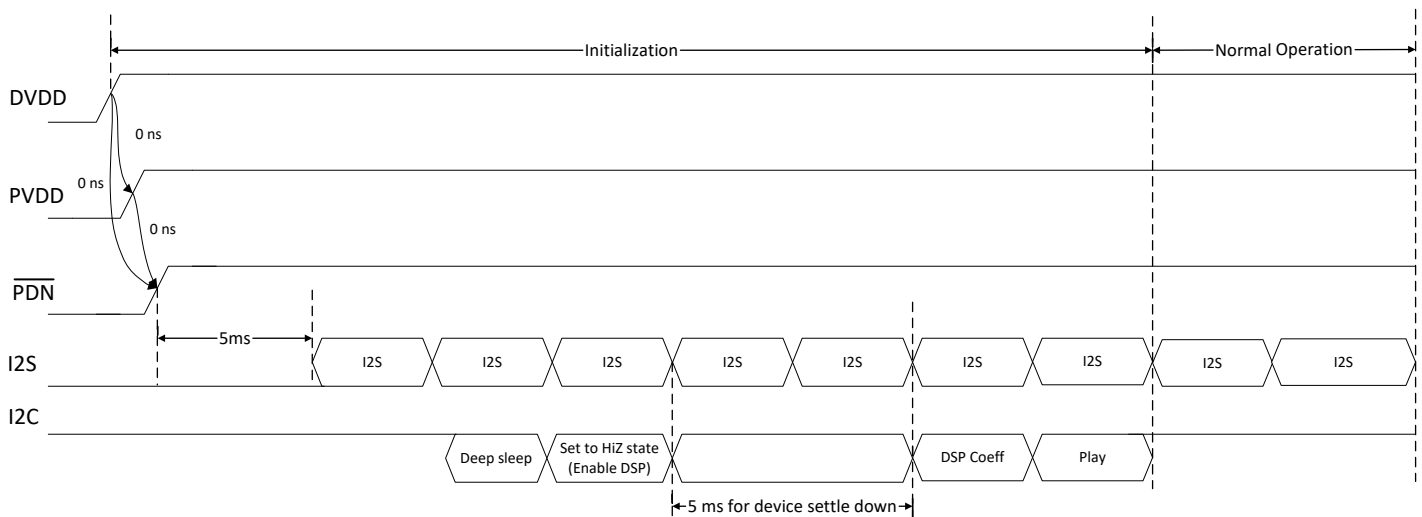 Initialization
Normal Operation
DVDD
0 ns
PVDD
0 ns
0 ns
PDN
5ms
I2S
I2S
I2S
I2S
I2S
I2S
I2S
I2S
I2S
I2S
I2C
Deep sleep
Set to HiZ state
(Enable DSP)
DSP Coeff
Play
5 ms for device settle down